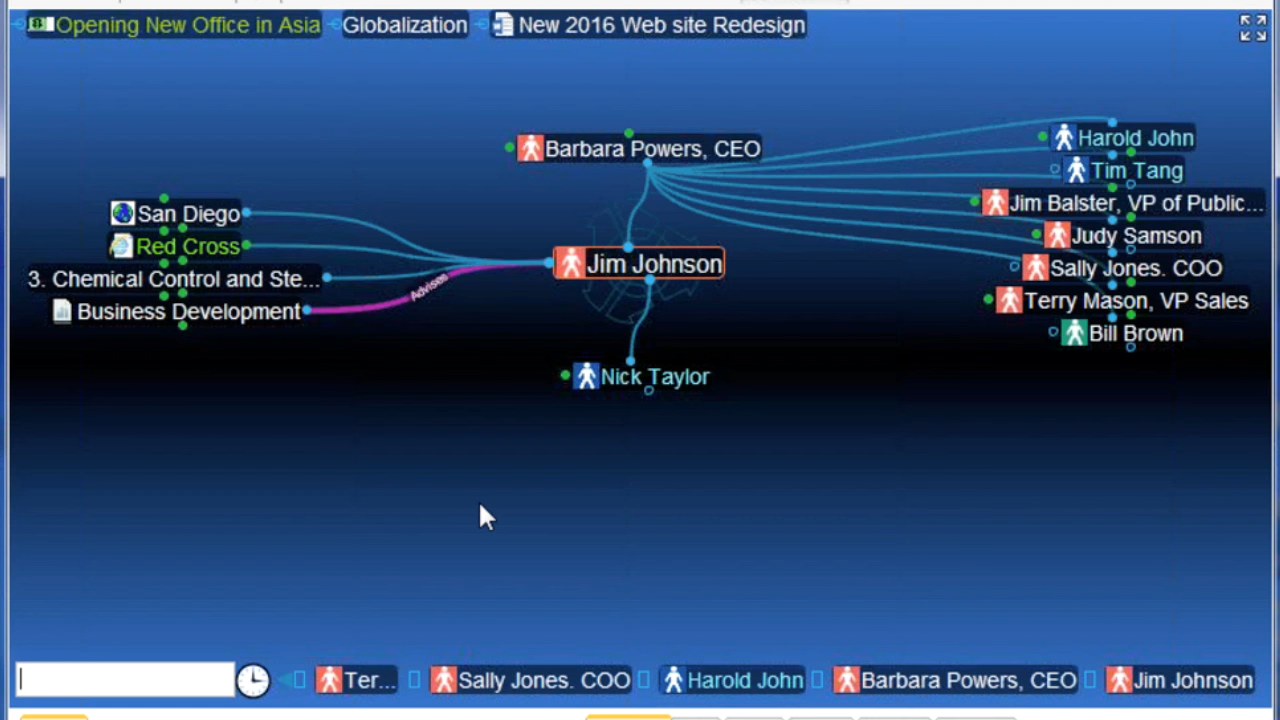 Opening New Office in Asia Globalization New 2016 Web site Redesign
Barbara Powers, CEO
Harold John
Tim Tang
Jim Balster, VP of Public...
Judy Samson
Sally Jones. COO
Terry Mason, VP Sales
Bill Brown
San Diego
Red Cross
3. Chemical Control and Ste...
Business Development
Advises
Jim Johnson
Nick Taylor
Ter... Sally Jones. COO Harold John Barbara Powers, CEO Jim Johnson